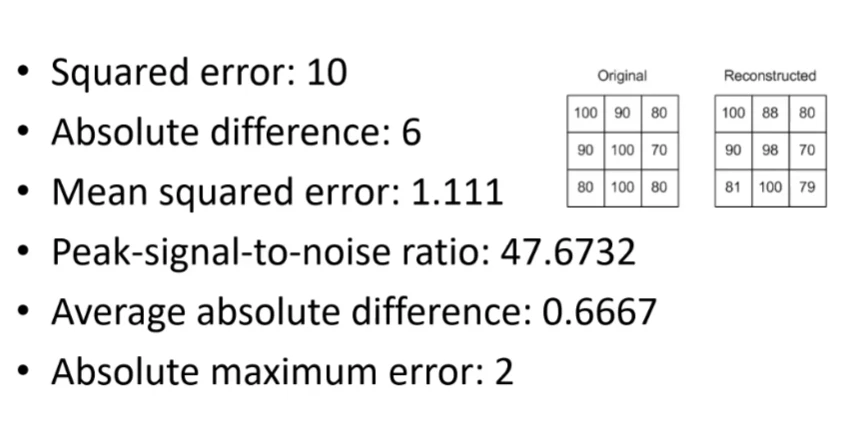 • Squared error: 10
• Absolute difference: 6
• Mean squared error: 1.111
• Peak-signal-to-noise ratio: 47.6732
• Average absolute difference: 0.6667
• Absolute maximum error: 2
Original
100 90 80
90 100 70
80 100 80
Reconstructed
100 88 80
90 98 70
81 100 79